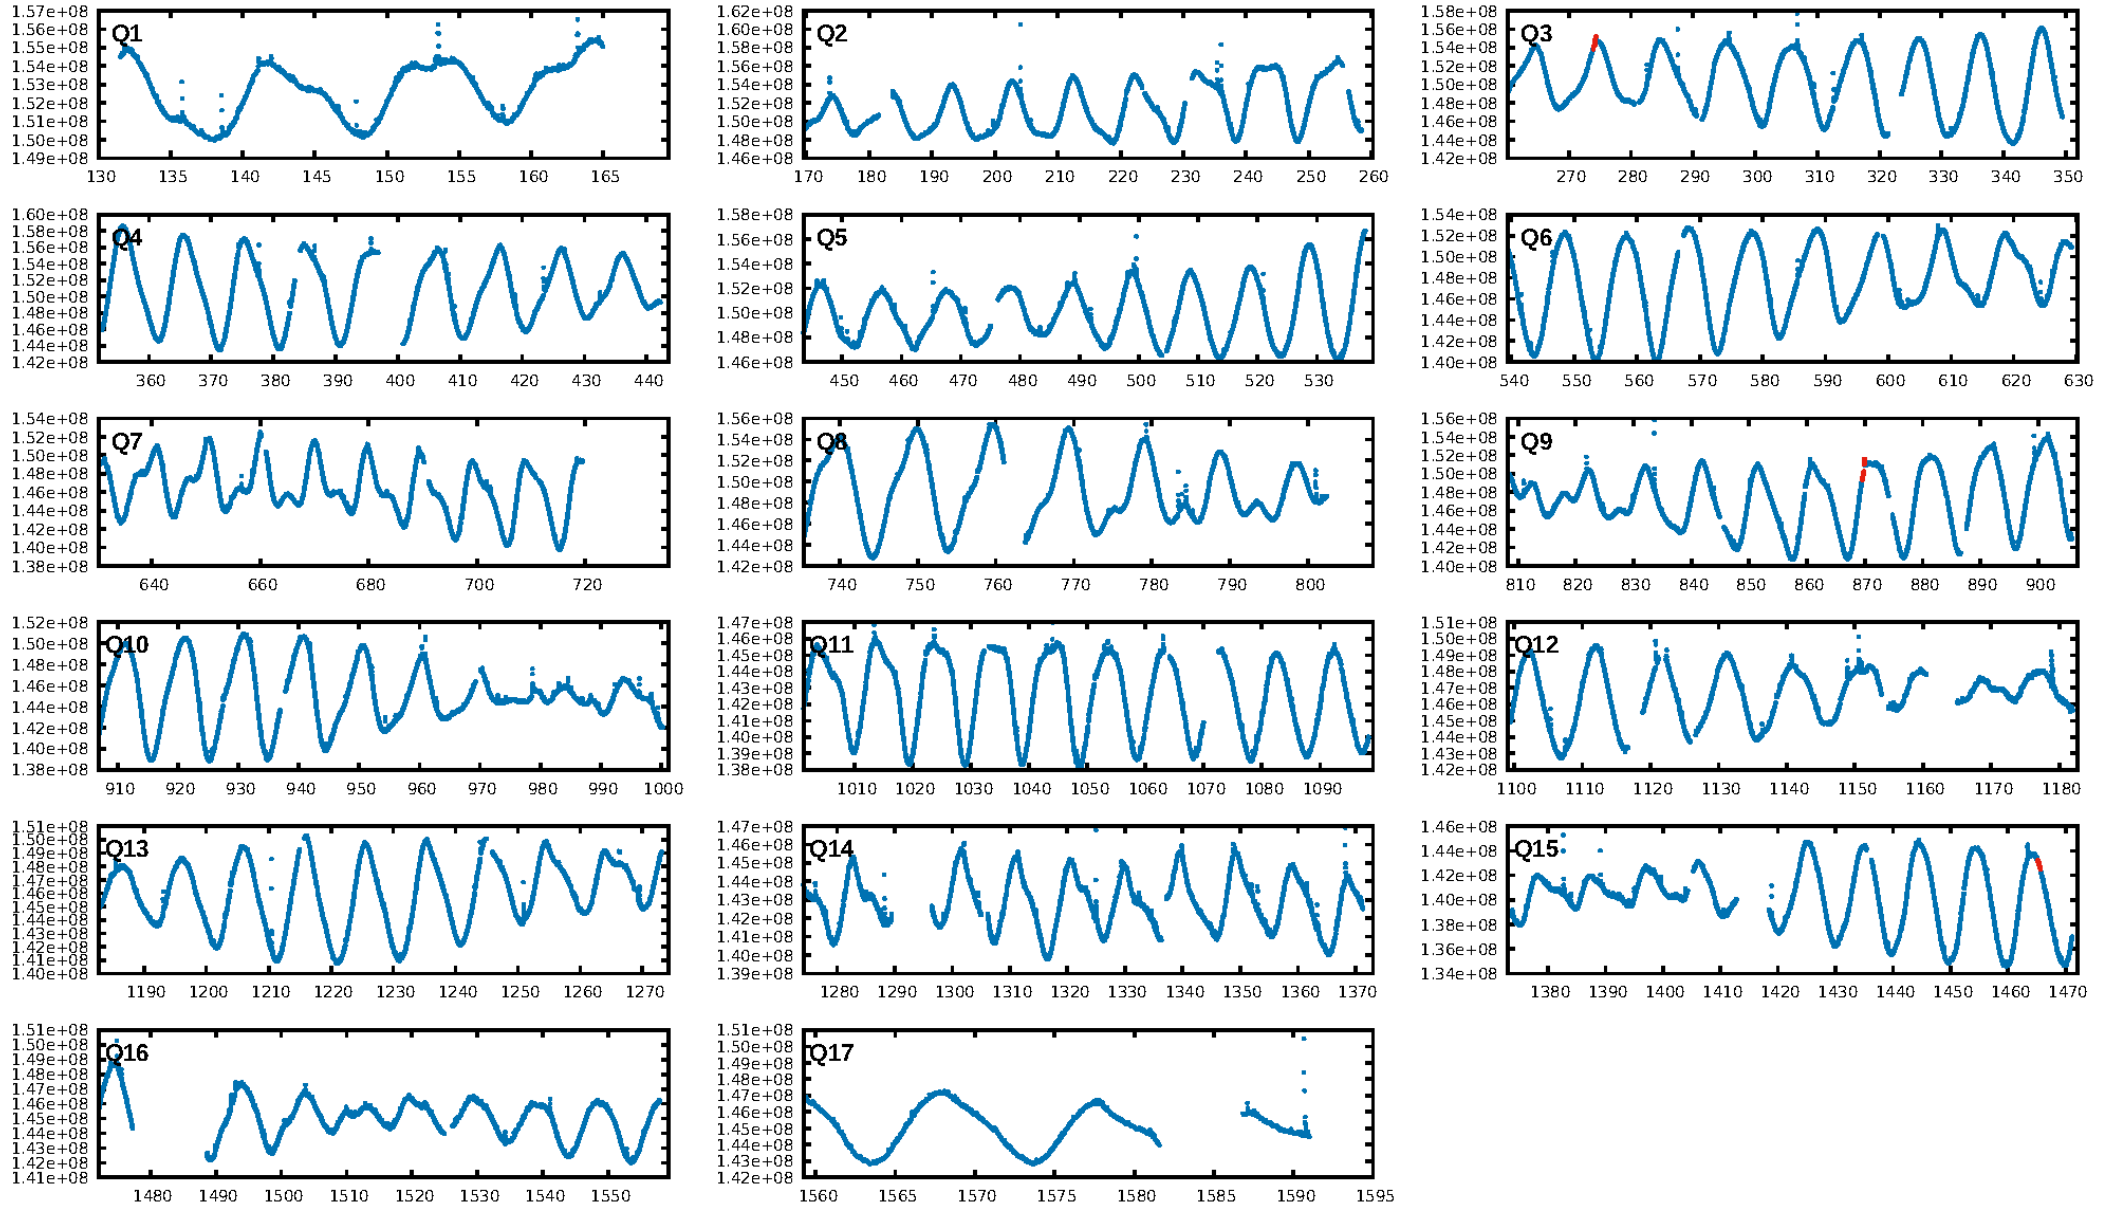 1.57e+08
1.56e+08
1.55e+08
1.54e+08
1.53e+08
1.52e+08
1.51e+08
1.50e+08
1.49e+08
Q1
130 135 140 145 150 155 160 165
1.62e+08
1.60e+08
1.58e+08
1.56e+08
1.54e+08
1.52e+08
1.50e+08
1.48e+08
1.46e+08
Q2
170 180 190 200 210 220 230 240 250 260
1.58e+08
1.56e+08
1.54e+08
1.52e+08
1.50e+08
1.48e+08
1.46e+08
1.44e+08
1.42e+08
Q3
270 280 290 300 310 320 330 340 350
1.60e+08
1.58e+08
1.56e+08
1.54e+08
1.52e+08
1.50e+08
1.48e+08
1.46e+08
1.44e+08
1.42e+08
Q4
360 370 380 390 400 410 420 430 440
1.58e+08
1.56e+08
1.54e+08
1.52e+08
1.50e+08
1.48e+08
1.46e+08
Q5
450 460 470 480 490 500 510 520 530
1.54e+08
1.52e+08
1.50e+08
1.48e+08
1.46e+08
1.44e+08
1.42e+08
1.40e+08
Q6
540 550 560 570 580 590 600 610 620 630
1.54e+08
1.52e+08
1.50e+08
1.48e+08
1.46e+08
1.44e+08
1.42e+08
1.40e+08
1.38e+08
Q7
640 660 680 700 720
1.56e+08
1.54e+08
1.52e+08
1.50e+08
1.48e+08
1.46e+08
1.44e+08
1.42e+08
Q8
740 750 760 770 780 790 800
1.56e+08
1.54e+08
1.52e+08
1.50e+08
1.48e+08
1.46e+08
1.44e+08
1.42e+08
1.40e+08
Q9
810 820 830 840 850 860 870 880 890 900
1.52e+08
1.50e+08
1.48e+08
1.46e+08
1.44e+08
1.42e+08
1.40e+08
1.38e+08
Q10
910 920 930 940 950 960 970 980 990 1000
1.47e+08
1.46e+08
1.45e+08
1.44e+08
1.43e+08
1.42e+08
1.41e+08
1.40e+08
1.39e+08
1.38e+08
Q11
1010 1020 1030 1040 1050 1060 1070 1080 1090
1.51e+08
1.50e+08
1.49e+08
1.48e+08
1.47e+08
1.46e+08
1.45e+08
1.44e+08
1.43e+08
1.42e+08
Q12
1100 1110 1120 1130 1140 1150 1160 1170 1180
1.51e+08
1.50e+08
1.49e+08
1.48e+08
1.47e+08
1.46e+08
1.45e+08
1.44e+08
1.43e+08
1.42e+08
1.41e+08
1.40e+08
Q13
1190 1200 1210 1220 1230 1240 1250 1260 1270
1.47e+08
1.46e+08
1.45e+08
1.44e+08
1.43e+08
1.42e+08
1.41e+08
1.40e+08
1.39e+08
Q14
1280 1290 1300 1310 1320 1330 1340 1350 1360 1370
1.46e+08
1.44e+08
1.42e+08
1.40e+08
1.38e+08
1.36e+08
1.34e+08
Q15
1380 1390 1400 1410 1420 1430 1440 1450 1460 1470
1.51e+08
1.50e+08
1.49e+08
1.48e+08
1.47e+08
1.46e+08
1.45e+08
1.44e+08
1.43e+08
1.42e+08
1.41e+08
Q16
1480 1490 1500 1510 1520 1530 1540 1550
1.51e+08
1.50e+08
1.49e+08
1.48e+08
1.47e+08
1.46e+08
1.45e+08
1.44e+08
1.43e+08
1.42e+08
Q17
1560 1565 1570 1575 1580 1585 1590 1595